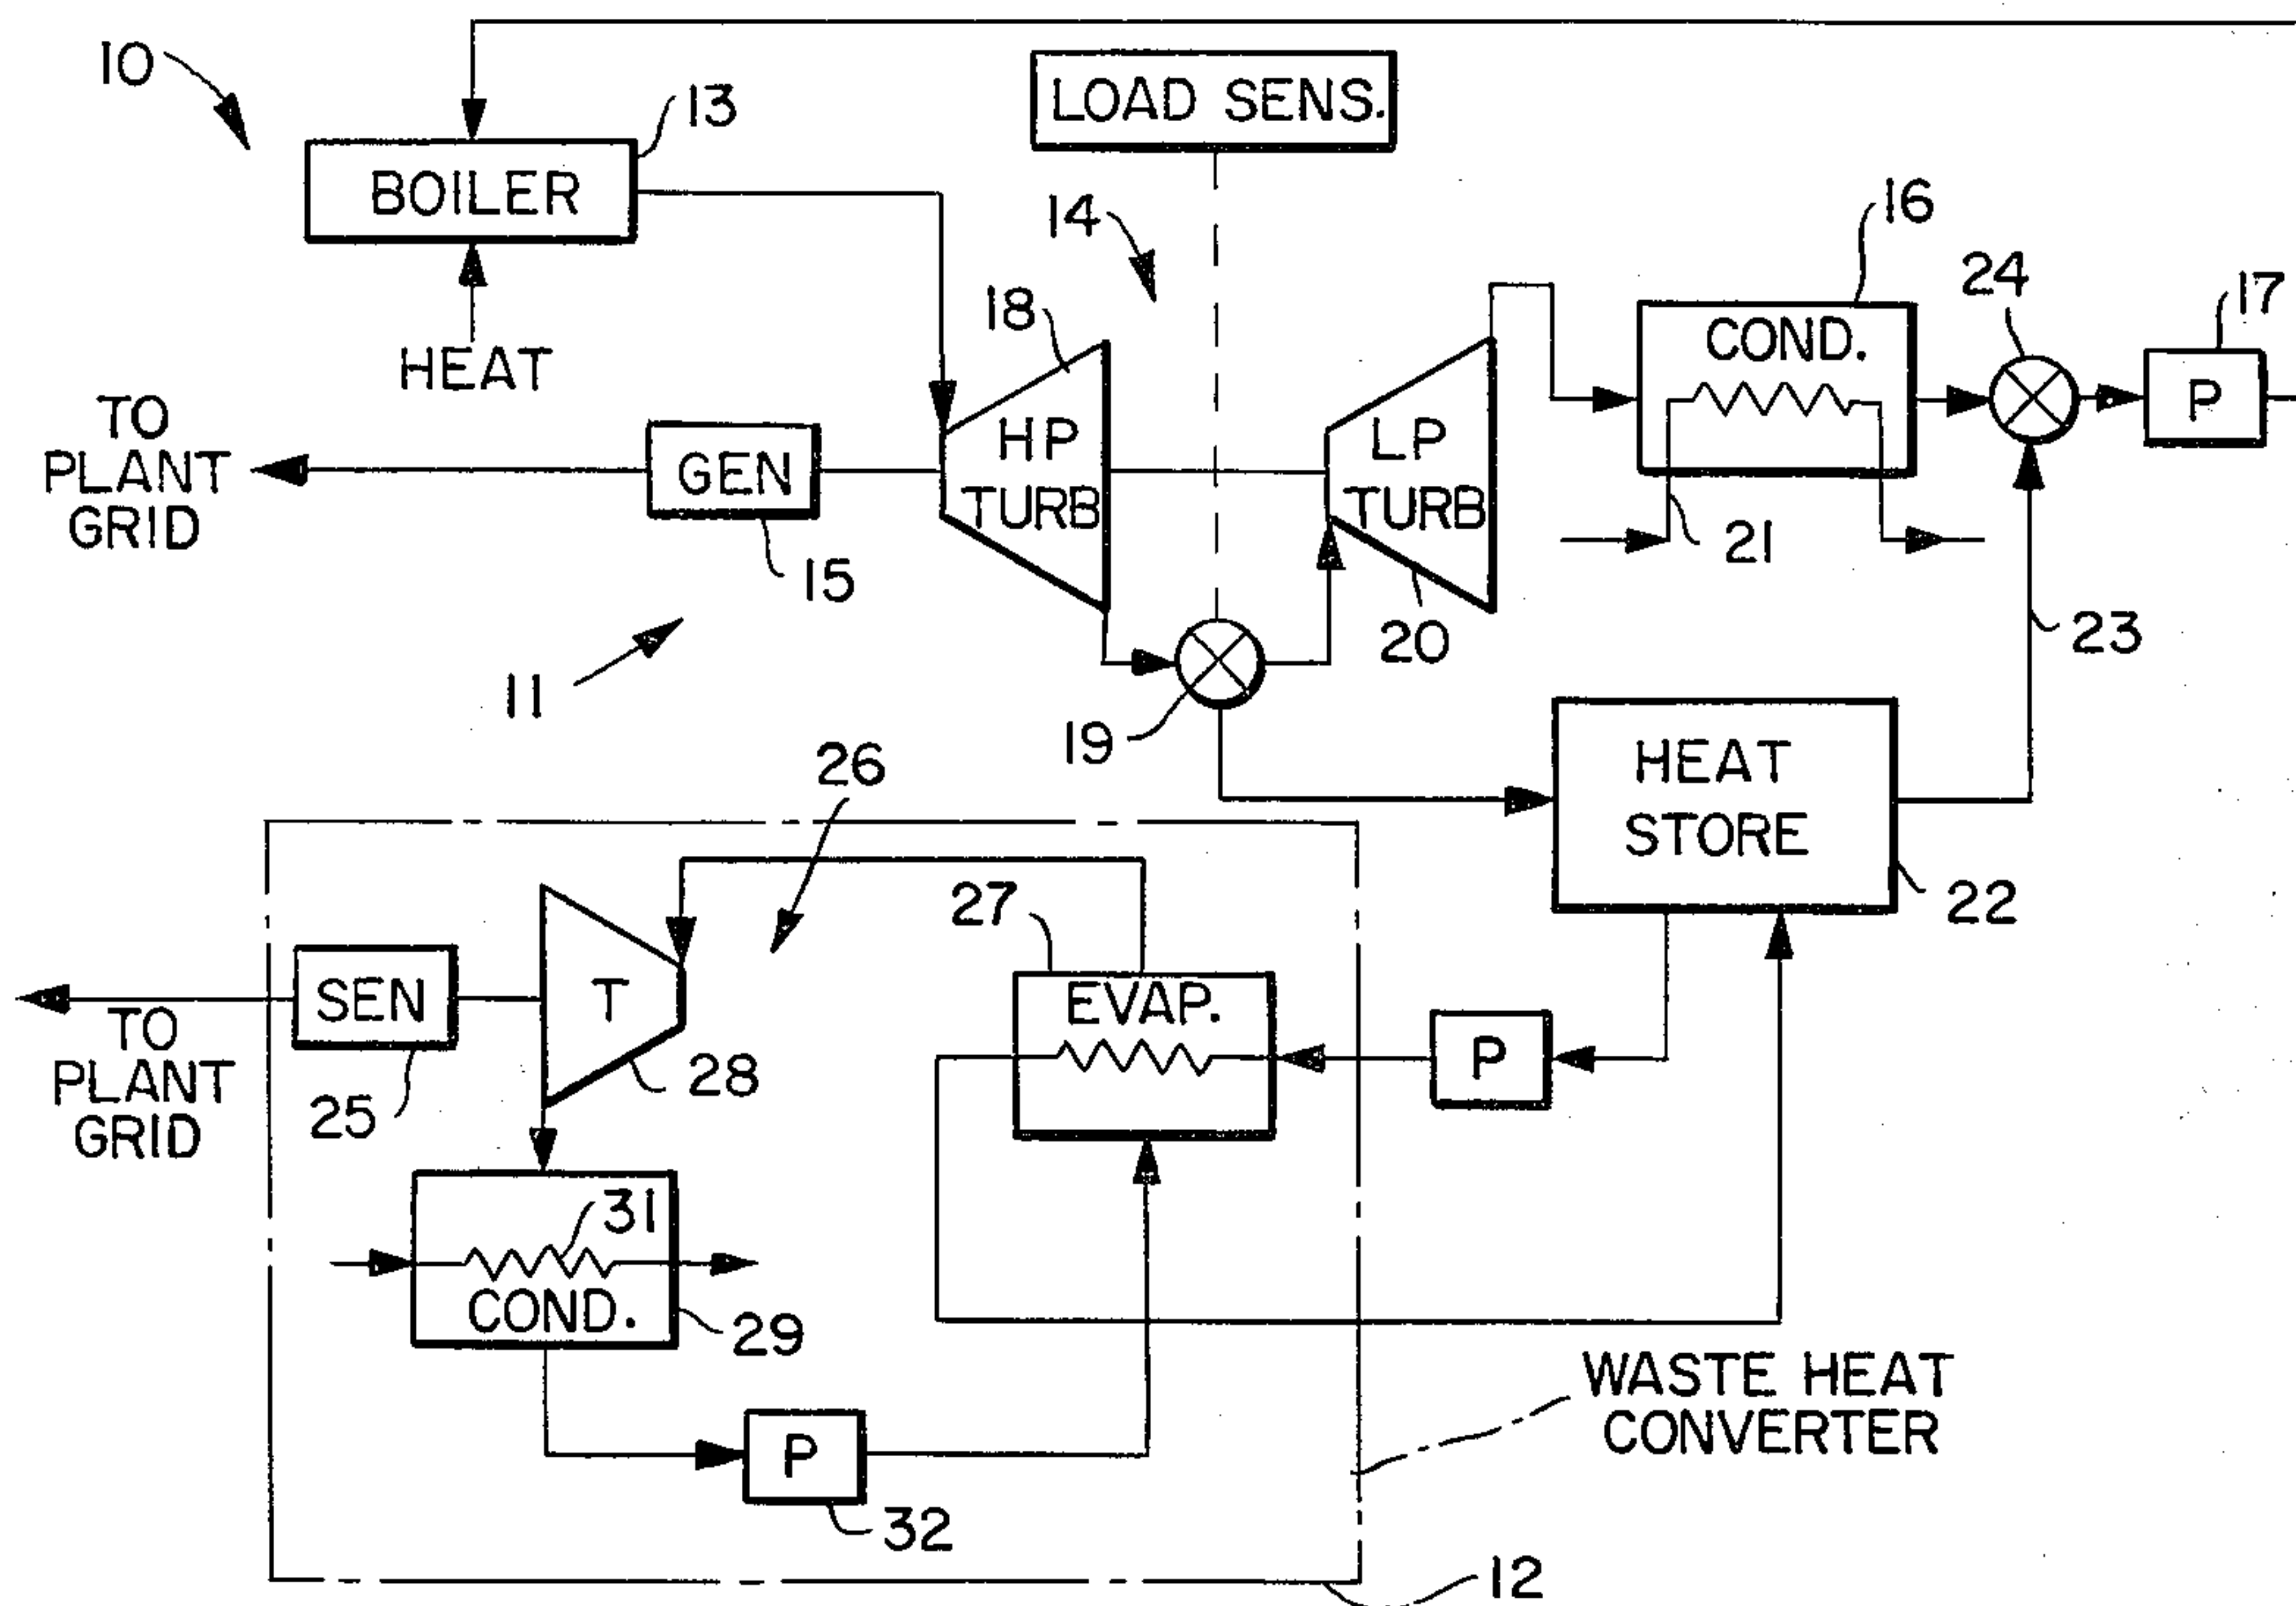 10
13
BOILER
HEAT
LOAD SENS.
14
16
COND.
21
24
17
P
18
HP
TURB
LP
TURB
20
TO
PLANT
GRID
GEN
15
11
19
23
HEAT
STORE
22
26
27
EVAP.
P
T
28
SEN
25
TO
PLANT
GRID
31
COND.
29
P
32
WASTE HEAT
CONVERTER
12